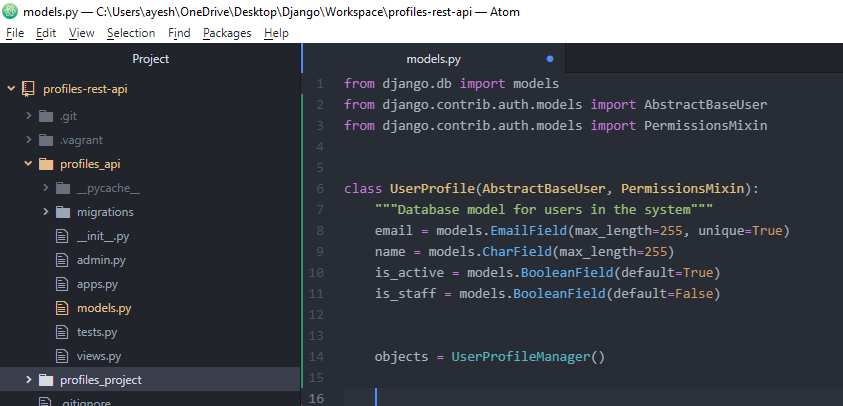 models.py — C:\Users\ayesh\OneDrive\Desktop\Django\Workspace\profiles-rest-api — Atom
File Edit View Selection Find Packages Help
Project
profiles-rest-api
.git
.vagrant
profiles_api
__pycache__
migrations
__init__.py
admin.py
apps.py
models.py
tests.py
views.py
profiles_project
.gitignore
models.py
1 from django.db import models
2 from django.contrib.auth.models import AbstractBaseUser
3 from django.contrib.auth.models import PermissionsMixin
4
5
6 class UserProfile(AbstractBaseUser, PermissionsMixin):
7 """Database model for users in the system"""
8 email = models.EmailField(max_length=255, unique=True)
9 name = models.CharField(max_length=255)
10 is_active = models.BooleanField(default=True)
11 is_staff = models.BooleanField(default=False)
12
13
14 objects = UserProfileManager()
15
16